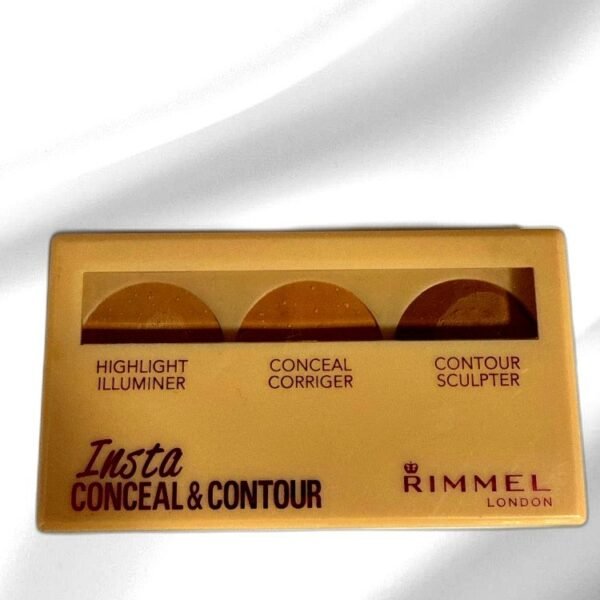 HIGHLIGHT
ILLUMINER
CONCEAL
CORRIGER
CONTOUR
SCULPTER
Insta
CONCEAL & CONTOUR
RIMMEL
LONDON